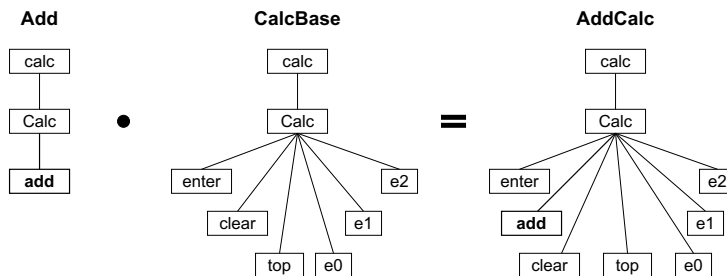 Add CalcBase AddCalc
calc calc calc
Calc Calc Calc
add enter e2 enter e2
clear e1 add e1
top e0 clear top e0